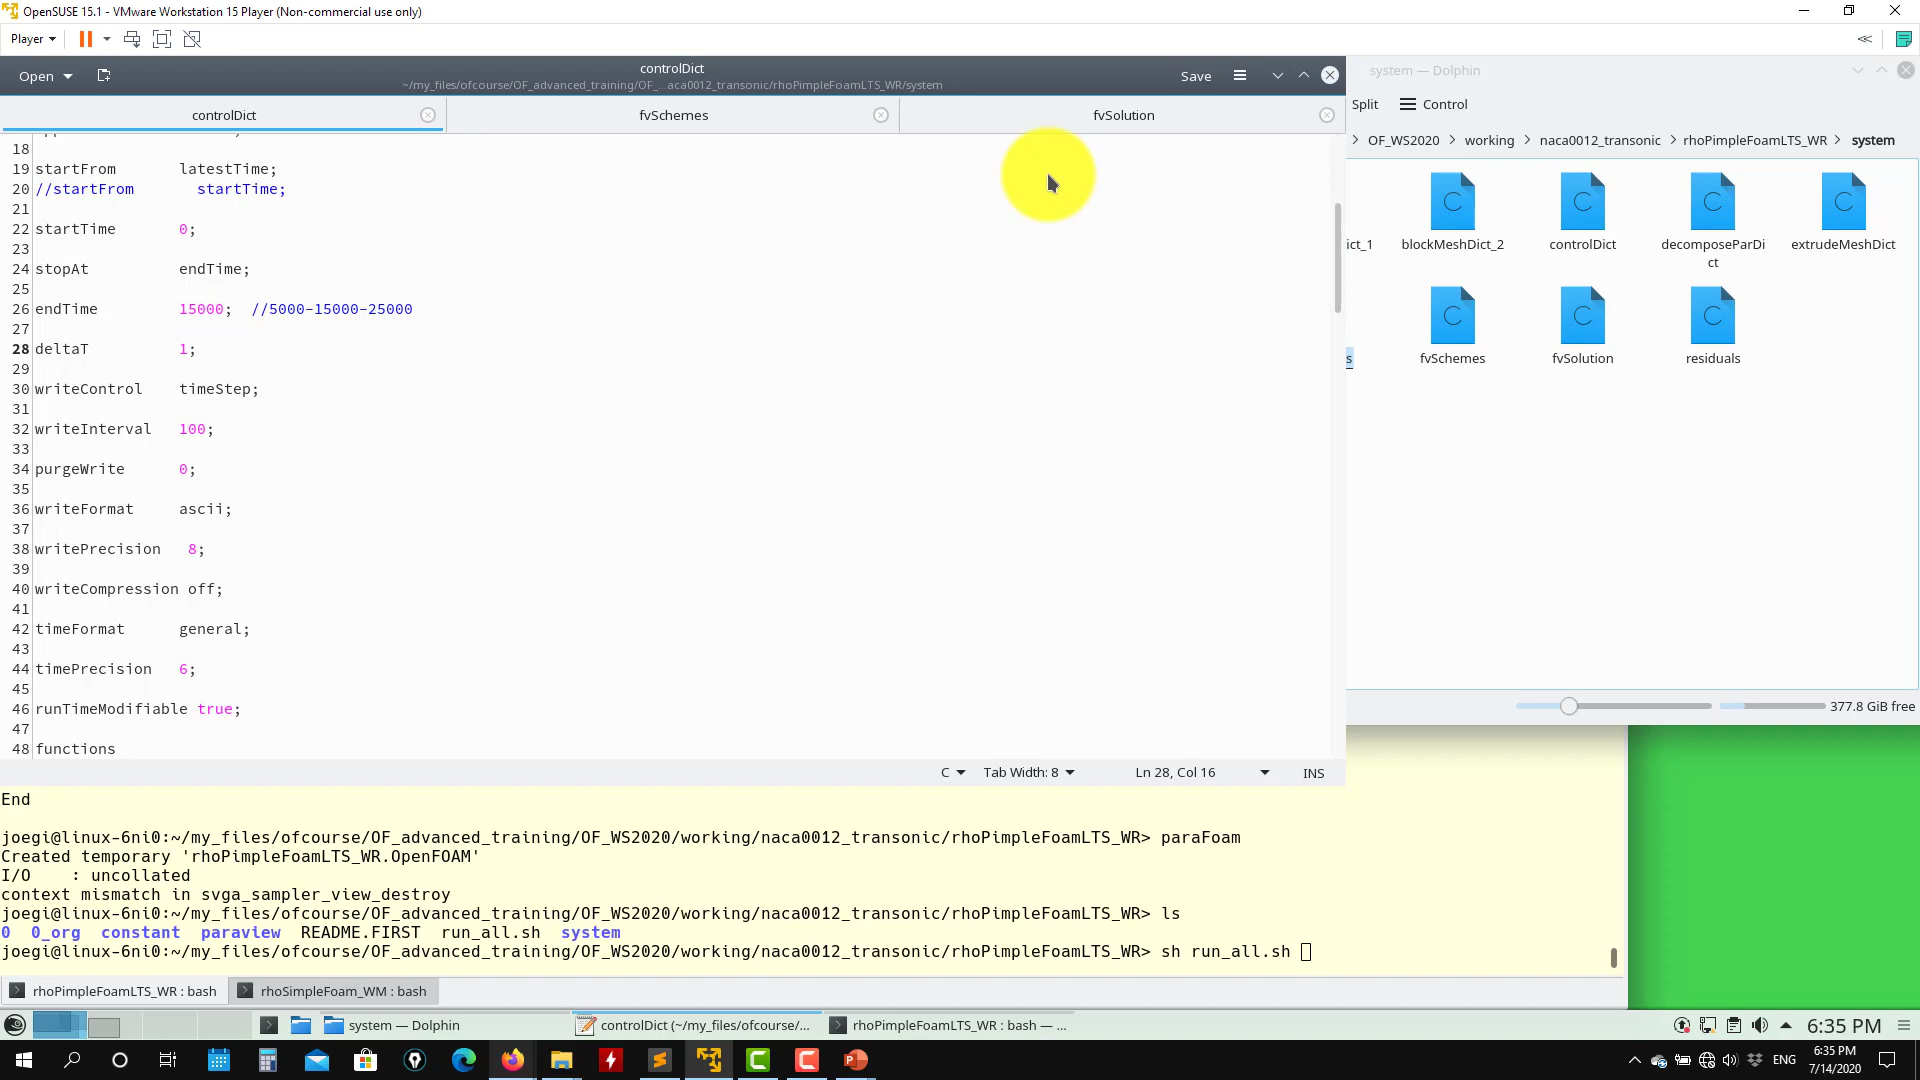 OpenSUSE 15.1 - VMware Workstation 15 Player (Non-commercial use only)
Player
Open
controlDict
~/my_files/ofcourse/OF_advanced_training/OF_...aca0012_transonic/rhoPimpleFoamLTS_WR/system
Save
controlDict
fvSchemes
fvSolution
18
19 startFrom latestTime;
20 //startFrom startTime;
21
22 startTime 0;
23
24 stopAt endTime;
25
26 endTime 15000; //5000-15000-25000
27
28 deltaT 1;
29
30 writeControl timeStep;
31
32 writeInterval 100;
33
34 purgeWrite 0;
35
36 writeFormat ascii;
37
38 writePrecision 8;
39
40 writeCompression off;
41
42 timeFormat general;
43
44 timePrecision 6;
45
46 runTimeModifiable true;
47
48 functions
C
Tab Width: 8
Ln 28, Col 16
INS
system — Dolphin
Split
Control
> OF_WS2020 > working > naca0012_transonic > rhoPimpleFoamLTS_WR > system
ict_1
blockMeshDict_2
controlDict
decomposeParDi
ct
extrudeMeshDict
s
fvSchemes
fvSolution
residuals
377.8 GiB free
End
joegi@linux-6ni0:~/my_files/ofcourse/OF_advanced_training/OF_WS2020/working/naca0012_transonic/rhoPimpleFoamLTS_WR> paraFoam
Created temporary 'rhoPimpleFoamLTS_WR.OpenFOAM'
I/O : uncollated
context mismatch in svga_sampler_view_destroy
joegi@linux-6ni0:~/my_files/ofcourse/OF_advanced_training/OF_WS2020/working/naca0012_transonic/rhoPimpleFoamLTS_WR> ls
0 0_org constant paraview README.FIRST run_all.sh system
joegi@linux-6ni0:~/my_files/ofcourse/OF_advanced_training/OF_WS2020/working/naca0012_transonic/rhoPimpleFoamLTS_WR> sh run_all.sh
rhoPimpleFoamLTS_WR : bash
rhoSimpleFoam_WM : bash
system — Dolphin
controlDict (~/my_files/ofcourse/...
rhoPimpleFoamLTS_WR : bash — ...
6:35 PM
ENG
6:35 PM
7/14/2020